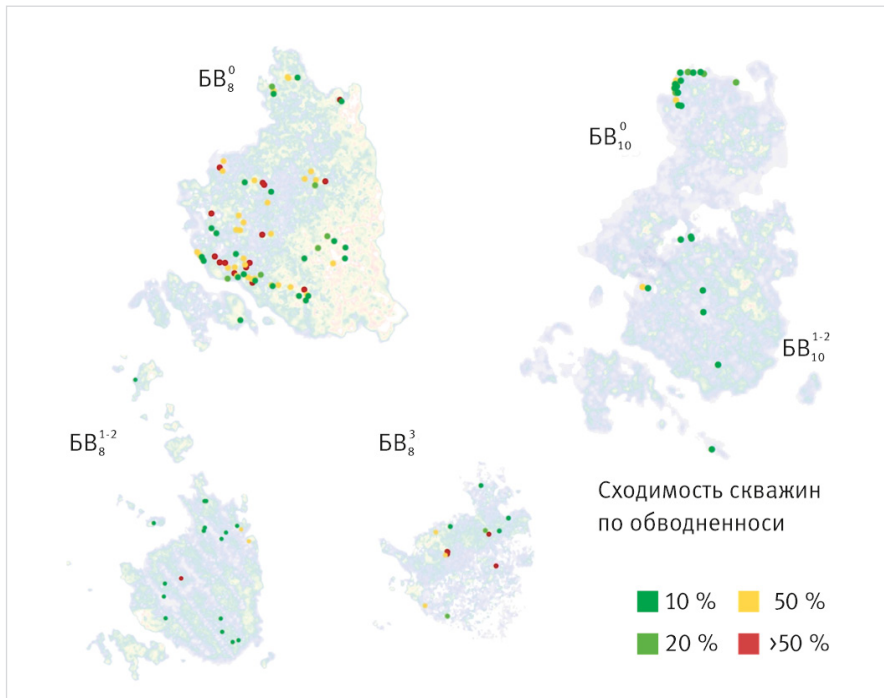 БВ₈⁰
БВ₁₀⁰
БВ₁₀¹⁻²
БВ₈¹⁻²
БВ₈³
Сходимость скважин
по обводненноси
10 % 50 %
20 % >50 %